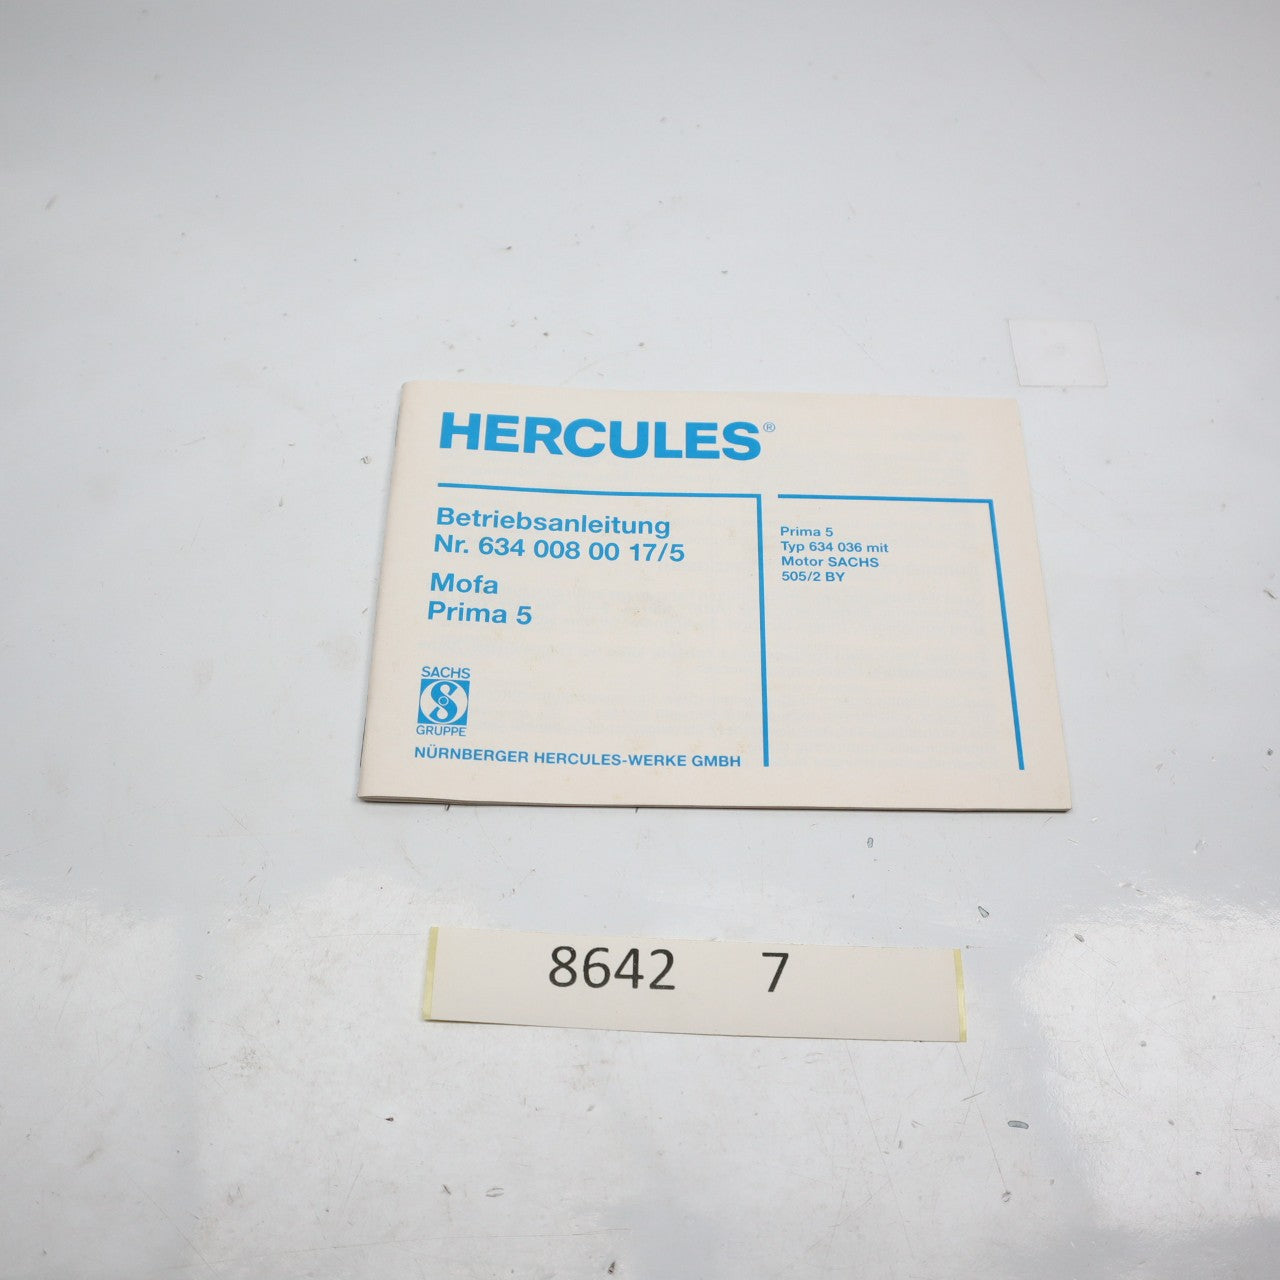 HERCULES®
Betriebsanleitung
Nr. 634 008 00 17/5
Mofa
Prima 5
SACHS
GRUPPE
NÜRNBERGER HERCULES-WERKE GMBH
Prima 5
Typ 634 036 mit
Motor SACHS
505/2 BY
8642 7